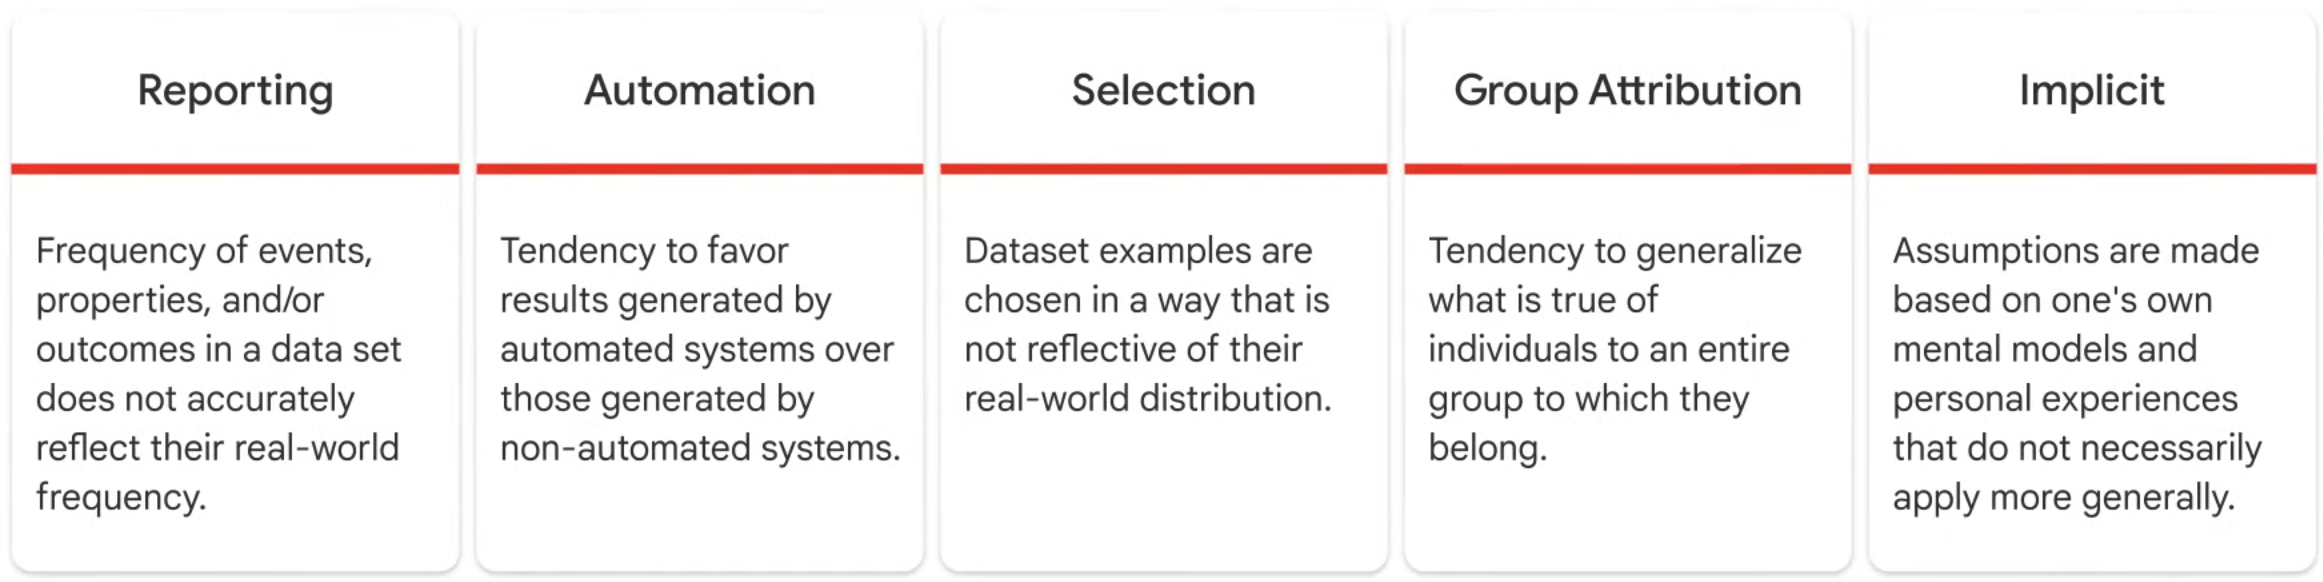 Reporting
Frequency of events,
properties, and/or
outcomes in a data set
does not accurately
reflect their real-world
frequency.
Automation
Tendency to favor
results generated by
automated systems over
those generated by
non-automated systems.
Selection
Dataset examples are
chosen in a way that is
not reflective of their
real-world distribution.
Group Attribution
Tendency to generalize
what is true of
individuals to an entire
group to which they
belong.
Implicit
Assumptions are made
based on one's own
mental models and
personal experiences
that do not necessarily
apply more generally.